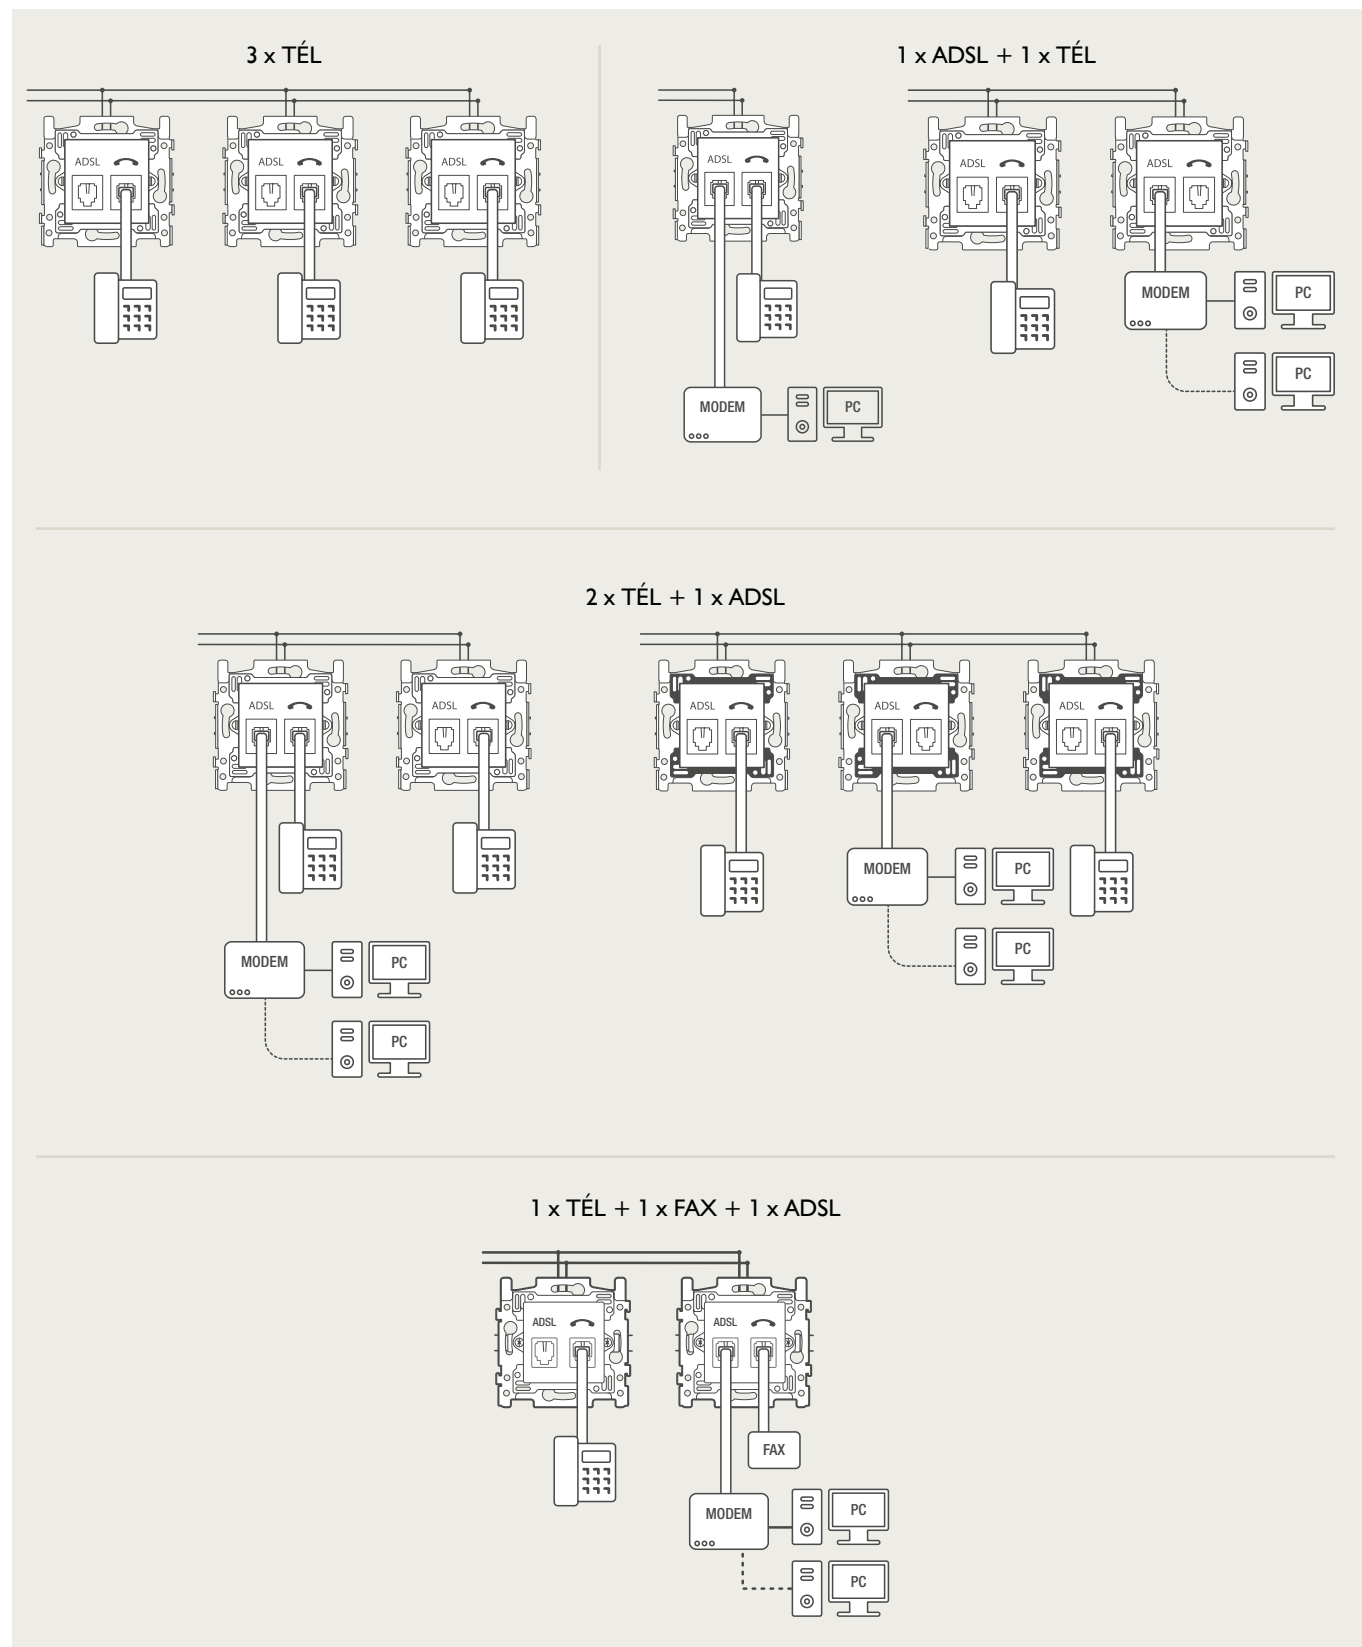 3 x TÉL
ADSL
ADSL
ADSL
1 x ADSL + 1 x TÉL
ADSL
MODEM
PC
ADSL
ADSL
MODEM
PC
PC
2 x TÉL + 1 x ADSL
ADSL
ADSL
MODEM
PC
PC
ADSL
ADSL
ADSL
MODEM
PC
PC
1 x TÉL + 1 x FAX + 1 x ADSL
ADSL
ADSL
FAX
MODEM
PC
PC